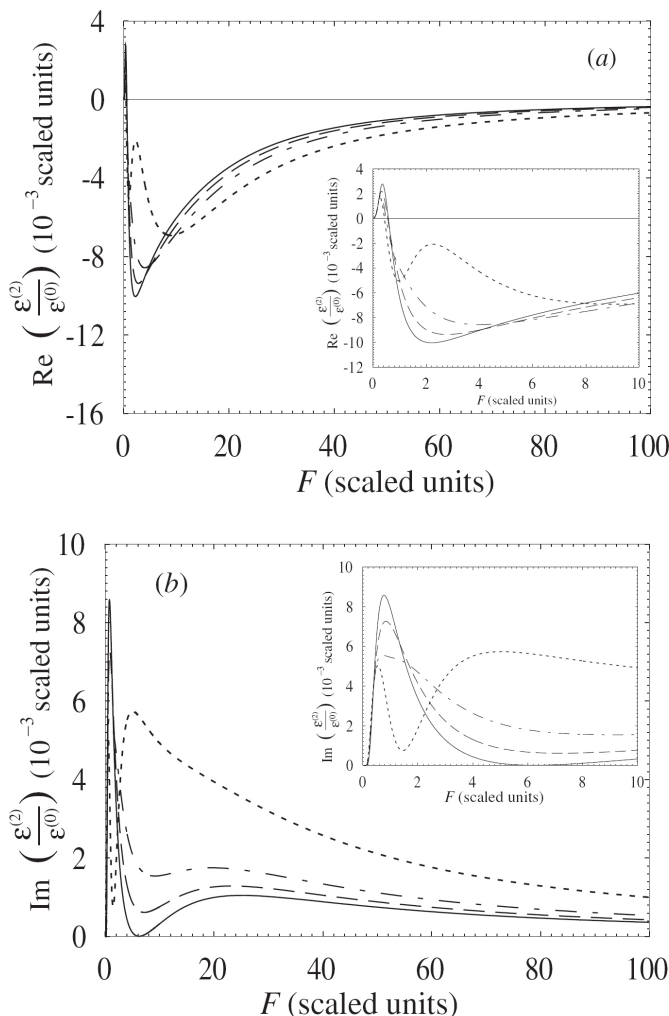 4
0
-4
-8
-12
-16
Re (ε(2)/ε(0)) (10−3 scaled units)
(a)
4
2
0
-2
-4
-6
-8
-10
-12
Re (ε(2)/ε(0)) (10−3 scaled units)
0 2 4 6 8 10
F (scaled units)
0 20 40 60 80 100
F (scaled units)
10
8
6
4
2
0
Im (ε(2)/ε(0)) (10−3 scaled units)
(b)
10
8
6
4
2
0
Im (ε(2)/ε(0)) (10−3 scaled units)
0 2 4 6 8 10
F (scaled units)
0 20 40 60 80 100
F (scaled units)